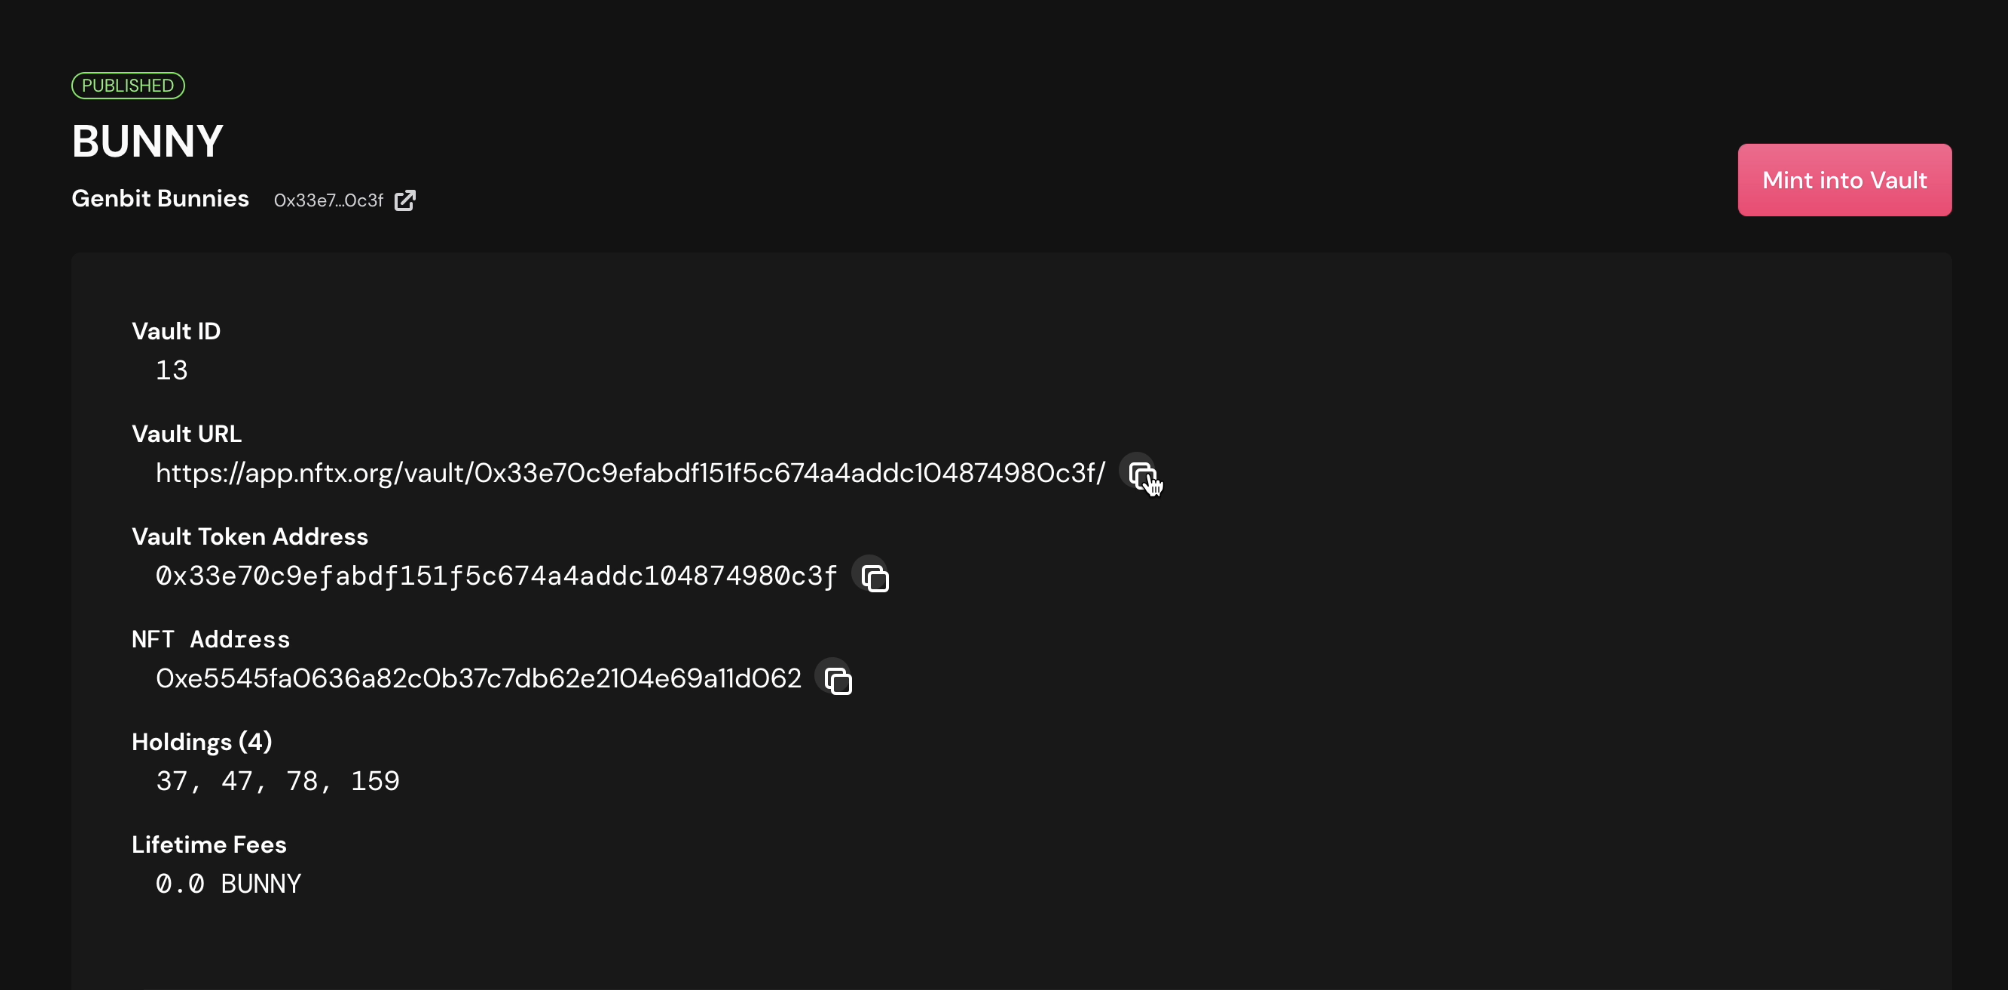 PUBLISHED
BUNNY
Genbit Bunnies 0x33e7...0c3f
Mint into Vault
Vault ID
13
Vault URL
https://app.nftx.org/vault/0x33e70c9efabdf151f5c674a4addc104874980c3f/
Vault Token Address
0x33e70c9efabdf151f5c674a4addc104874980c3f
NFT Address
0xe5545fa0636a82c0b37c7db62e2104e69a11d062
Holdings (4)
37, 47, 78, 159
Lifetime Fees
0.0 BUNNY